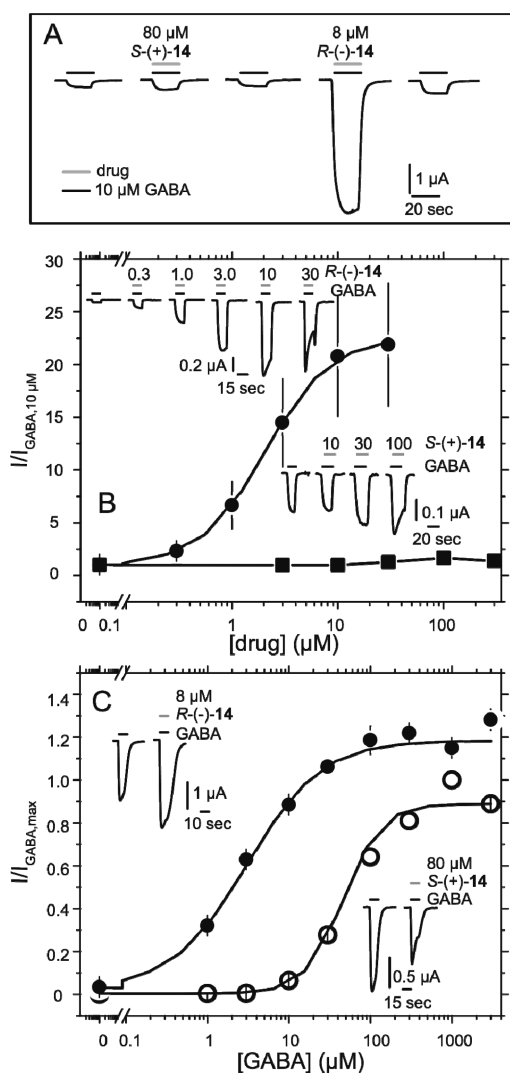 A
80 μM
S-(+)-14
8 μM
R-(-)-14
drug
10 μM GABA
1 μA
20 sec
B
0.3 1.0 3.0 10 30 R-(-)-14
GABA
0.2 μA
15 sec
10 30 100 S-(+)-14
GABA
0.1 μA
20 sec
I/I GABA,10 μM
30
25
20
15
10
5
0
0 0.1 1 10 100
[drug] (μM)
C
8 μM
R-(-)-14
GABA
1 μA
10 sec
80 μM
S-(+)-14
GABA
0.5 μA
15 sec
I/I GABA,max
1.4
1.2
1.0
0.8
0.6
0.4
0.2
0
0 0.1 1 10 100 1000
[GABA] (μM)